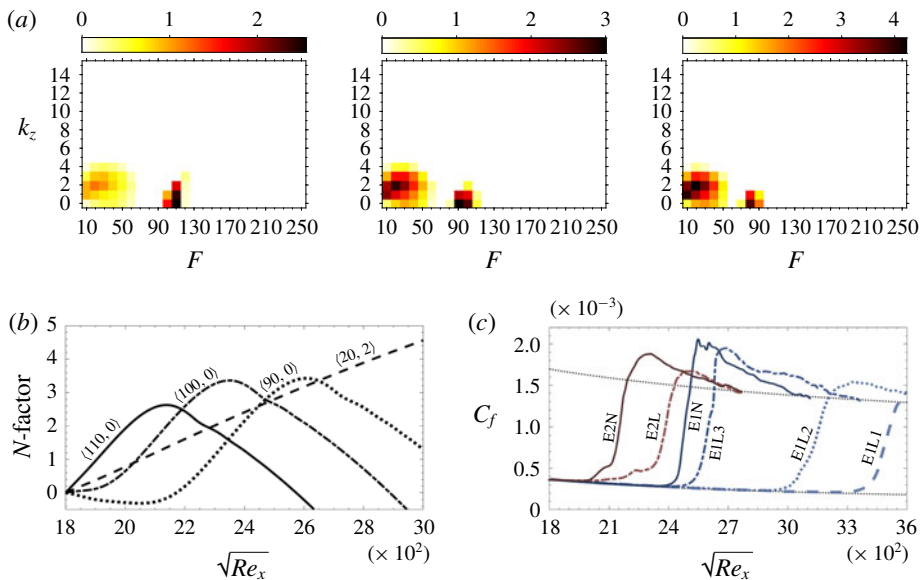 (a)
0 1 2
0 1 2 3
0 1 2 3 4
14
12
10
8
6
4
2
0
k_z
10 50 90 130 170 210 250
10 50 90 130 170 210 250
10 50 90 130 170 210 250
F F F
(b)
5
4
3
2
1
0
N-factor
⟨110, 0⟩
⟨100, 0⟩
⟨90, 0⟩
⟨20, 2⟩
18 20 22 24 26 28 30
√Re_x (× 10²)
(c)
(× 10⁻³)
2.0
1.5
1.0
0.5
0
C_f
E2N
E2L
E1N
E1L3
E1L2
E1L1
18 21 24 27 30 33 36
√Re_x (× 10²)